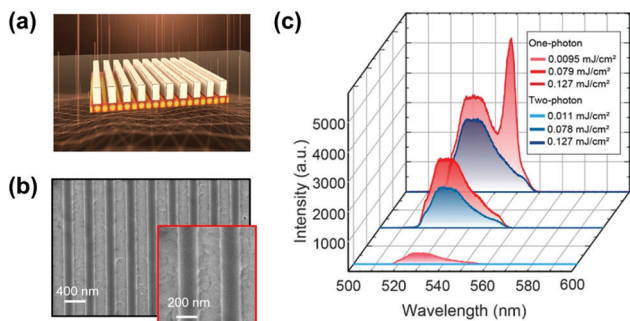 (a)
(b)
400 nm
200 nm
(c)
One-photon
0.0095 mJ/cm²
0.079 mJ/cm²
0.127 mJ/cm²
Two-photon
0.011 mJ/cm²
0.078 mJ/cm²
0.127 mJ/cm²
Intensity (a.u.)
5000
4000
3000
2000
1000
500 520 540 560 580 600
Wavelength (nm)